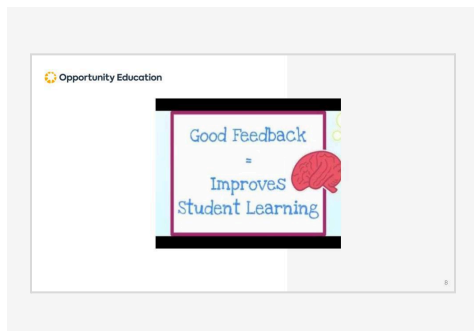 Opportunity Education
Good Feedback
=
Improves
Student Learning
8